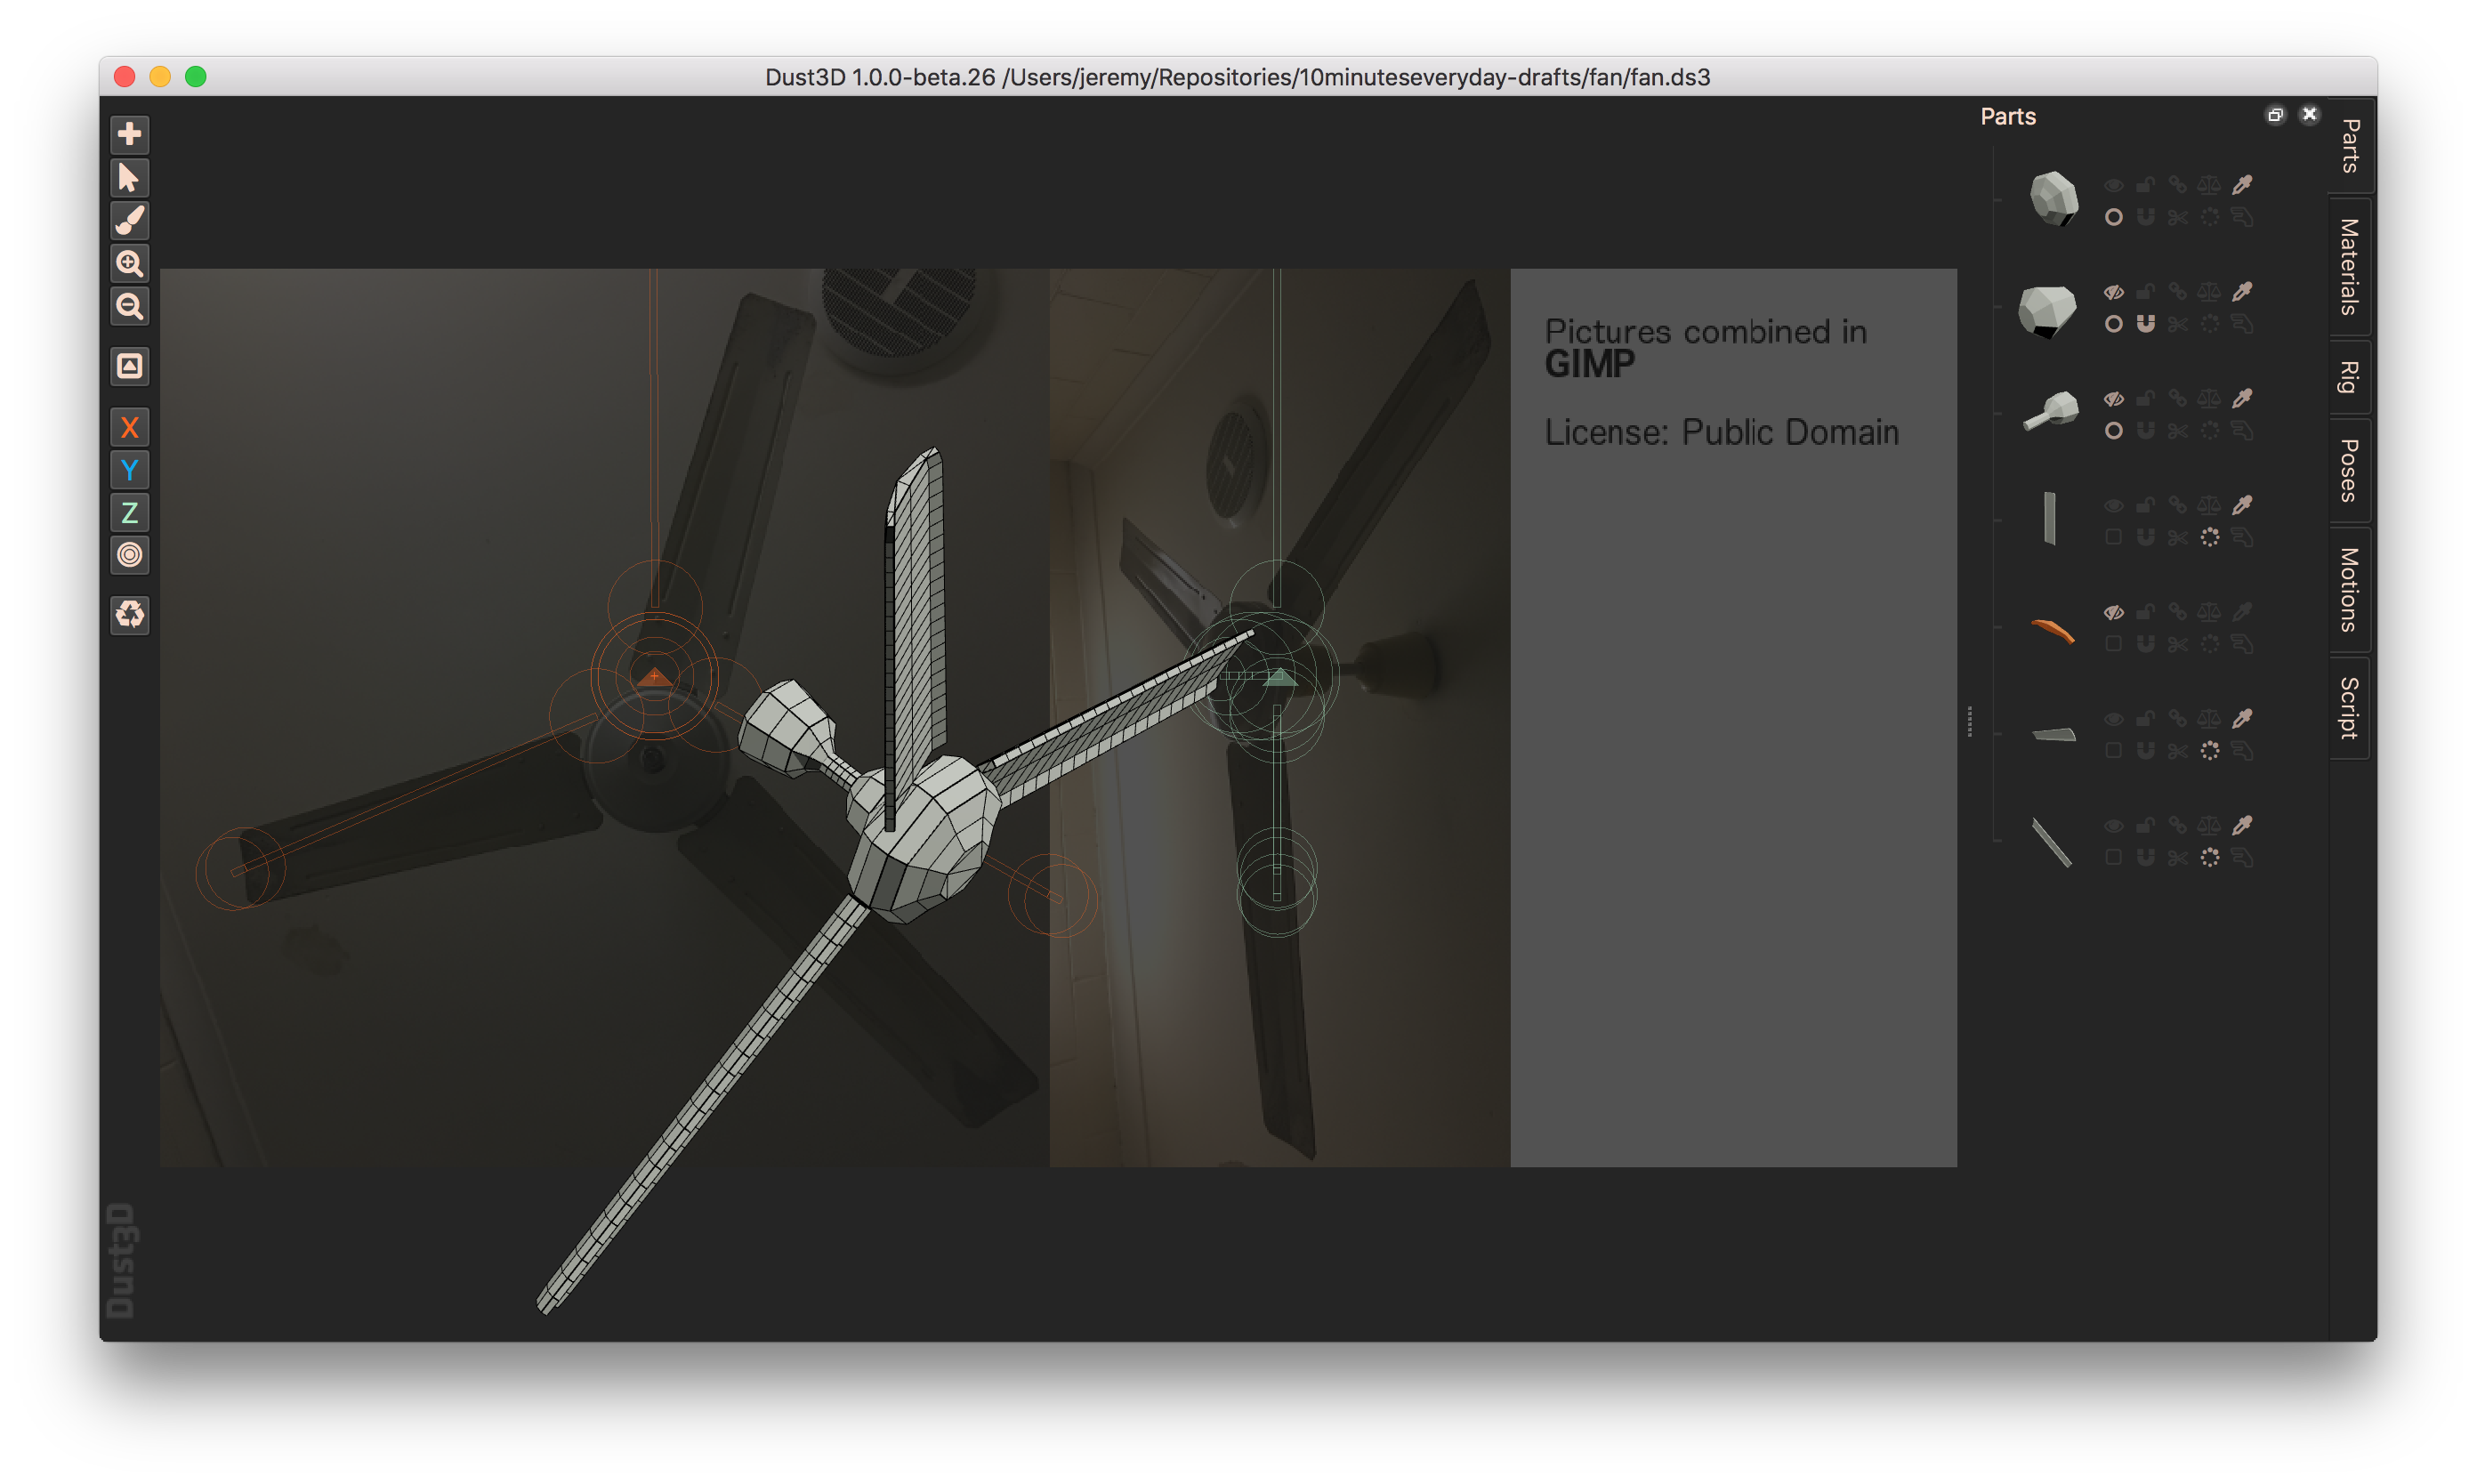 Dust3D 1.0.0-beta.26 /Users/jeremy/Repositories/10minuteseveryday-drafts/fan/fan.ds3
Parts
Parts
Materials
Rig
Poses
Motions
Script
X
Y
Z
Pictures combined in
GIMP
License: Public Domain
Dust3D